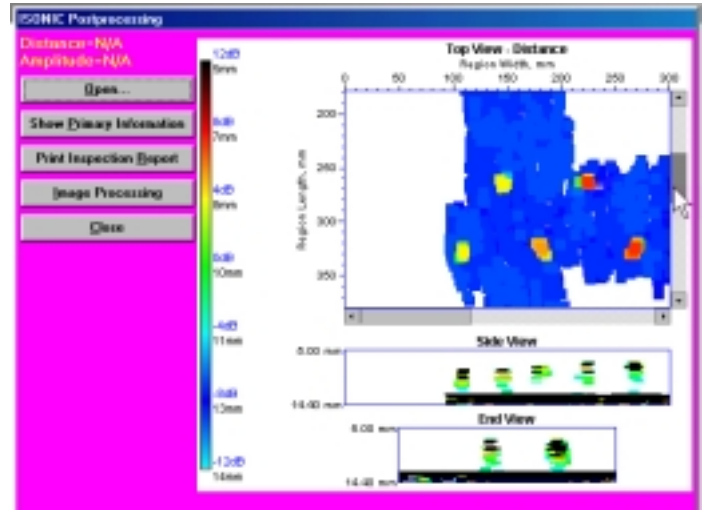 ISONIC Postprocessing
Distance=N/A
Amplitude=N/A
Open...
Show Primary Information
Print Inspection Report
Image Processing
Close
12dB
5mm
8dB
7mm
4dB
8mm
0dB
10mm
-4dB
11mm
-8dB
13mm
-12dB
14mm
Top View - Distance
Region Width, mm
0 50 100 150 200 250 300
Region Length, mm
200
250
300
350
Side View
5.00 mm
14.40 mm
End View
5.00 mm
14.40 mm